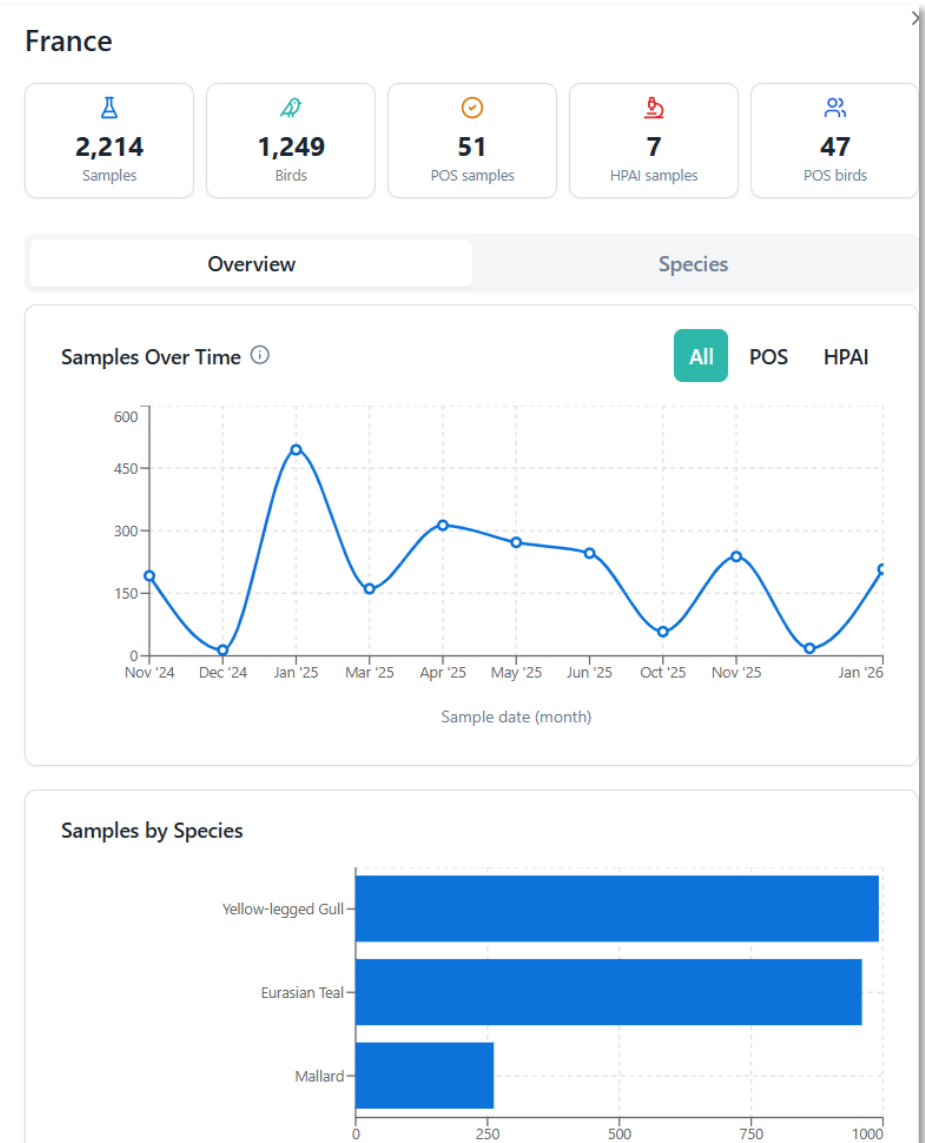 France
2,214
Samples
1,249
Birds
51
POS samples
7
HPAI samples
47
POS birds
Overview
Species
Samples Over Time
All
POS
HPAI
600
450
300
150
0
Nov '24 Dec '24 Jan '25 Mar '25 Apr '25 May '25 Jun '25 Oct '25 Nov '25 Jan '26
Sample date (month)
Samples by Species
Yellow-legged Gull
Eurasian Teal
Mallard
0 250 500 750 1000